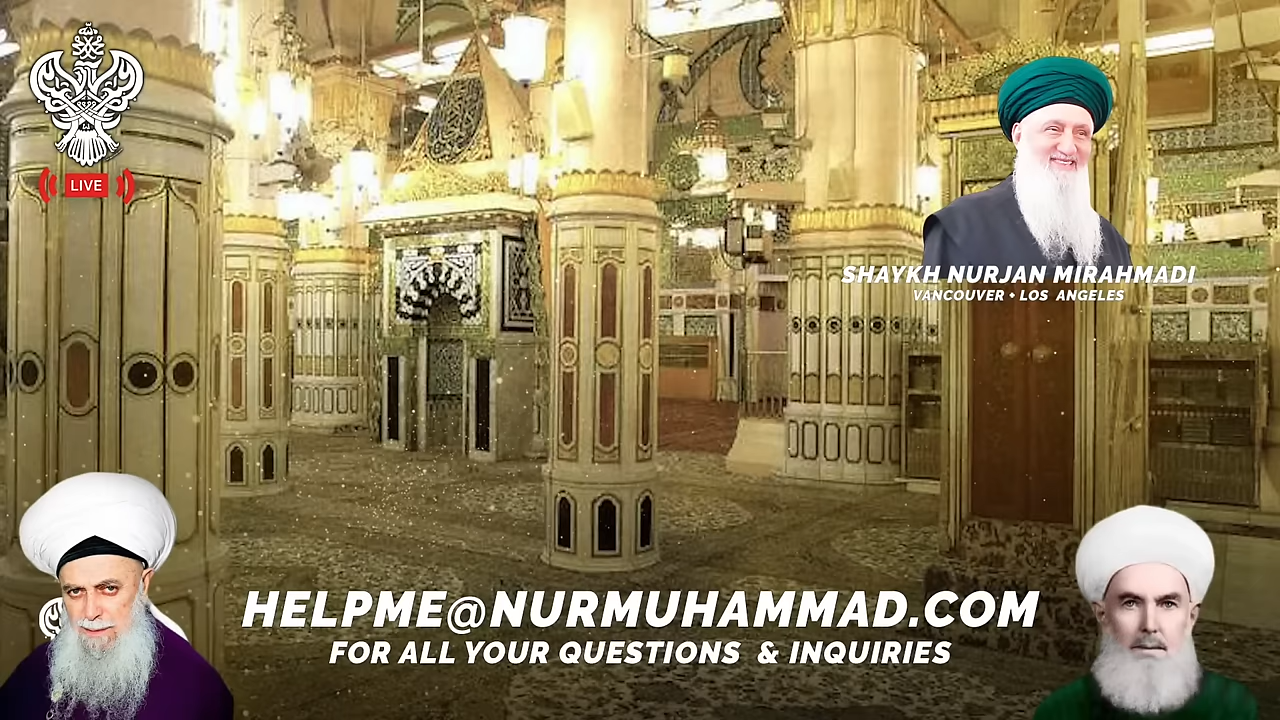 LIVE
SHAYKH NURJAN MIRAHMADI
VANCOUVER • LOS ANGELES
HELPME@NURMUHAMMAD.COM
FOR ALL YOUR QUESTIONS & INQUIRIES